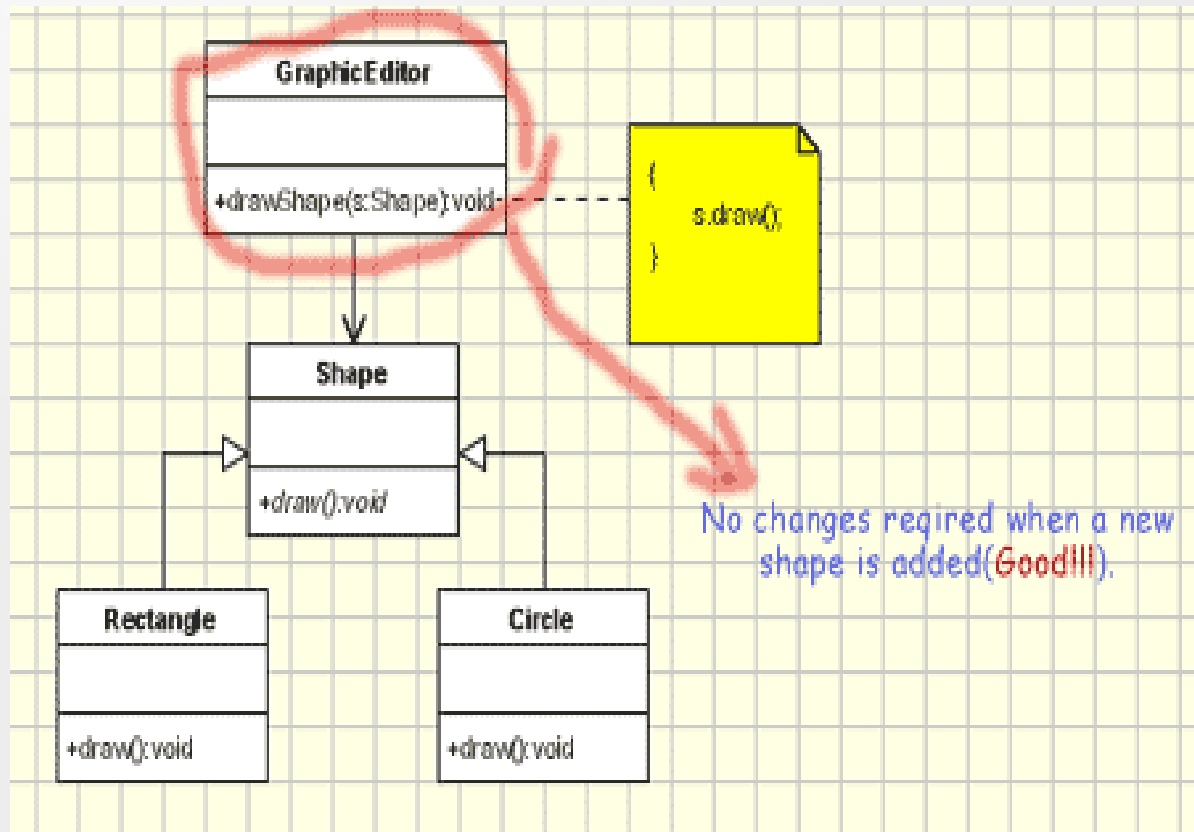 GraphicEditor
+drawShape(s:Shape):void
{
s.draw();
}
Shape
+draw():void
No changes reqired when a new
shape is added(Good!!!).
Rectangle
+draw():void
Circle
+draw():void